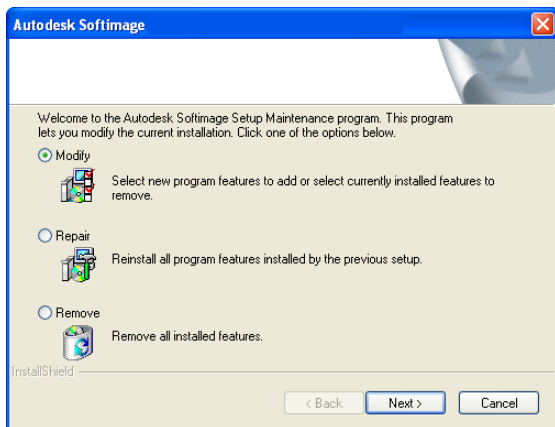 Autodesk Softimage
Welcome to the Autodesk Softimage Setup Maintenance program. This program
lets you modify the current installation. Click one of the options below.
Modify
Select new program features to add or select currently installed features to
remove.
Repair
Reinstall all program features installed by the previous setup.
Remove
Remove all installed features.
InstallShield
< Back
Next >
Cancel